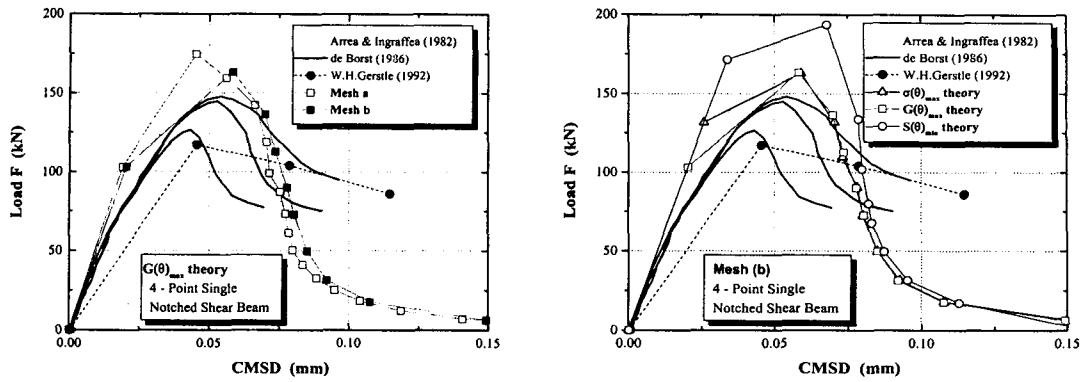 200
150
100
50
0
Load F (kN)
0.00
0.05
0.10
0.15
CMSD (mm)
Arrea & Ingraffea (1982)
de Borst (1986)
W.H.Gerstle (1992)
Mesh a
Mesh b
G(θ)max theory
4 - Point Single
Notched Shear Beam
200
150
100
50
0
Load F (kN)
0.00
0.05
0.10
0.15
CMSD (mm)
Arrea & Ingraffea (1982)
de Borst (1986)
W.H.Gerstle (1992)
σ(θ)max theory
G(θ)max theory
S(θ)min theory
Mesh (b)
4 - Point Single
Notched Shear Beam